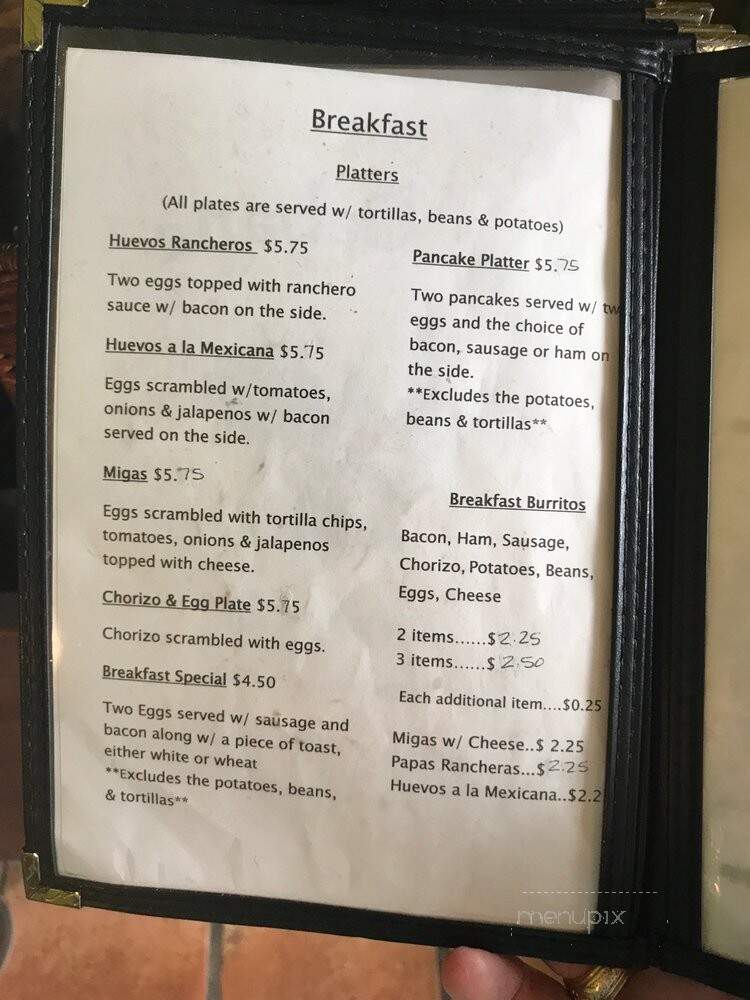 Breakfast
Platters
(All plates are served w/ tortillas, beans & potatoes)
Huevos Rancheros $5.75
Two eggs topped with ranchero
sauce w/ bacon on the side.
Huevos a la Mexicana $5.75
Eggs scrambled w/tomatoes,
onions & jalapenos w/ bacon
served on the side.
Migas $5.75
Eggs scrambled with tortilla chips,
tomatoes, onions & jalapenos
topped with cheese.
Chorizo & Egg Plate $5.75
Chorizo scrambled with eggs.
Breakfast Special $4.50
Two Eggs served w/ sausage and
bacon along w/ a piece of toast,
either white or wheat
**Excludes the potatoes, beans,
& tortillas**
Pancake Platter $5.75
Two pancakes served w/ tw
eggs and the choice of
bacon, sausage or ham on
the side.
**Excludes the potatoes,
beans & tortillas**
Breakfast Burritos
Bacon, Ham, Sausage,
Chorizo, Potatoes, Beans,
Eggs, Cheese
2 items......$2.25
3 items......$2.50
Each additional item....$0.25
Migas w/ Cheese..$ 2.25
Papas Rancheras...$2.25
Huevos a la Mexicana..$2.2
menupix